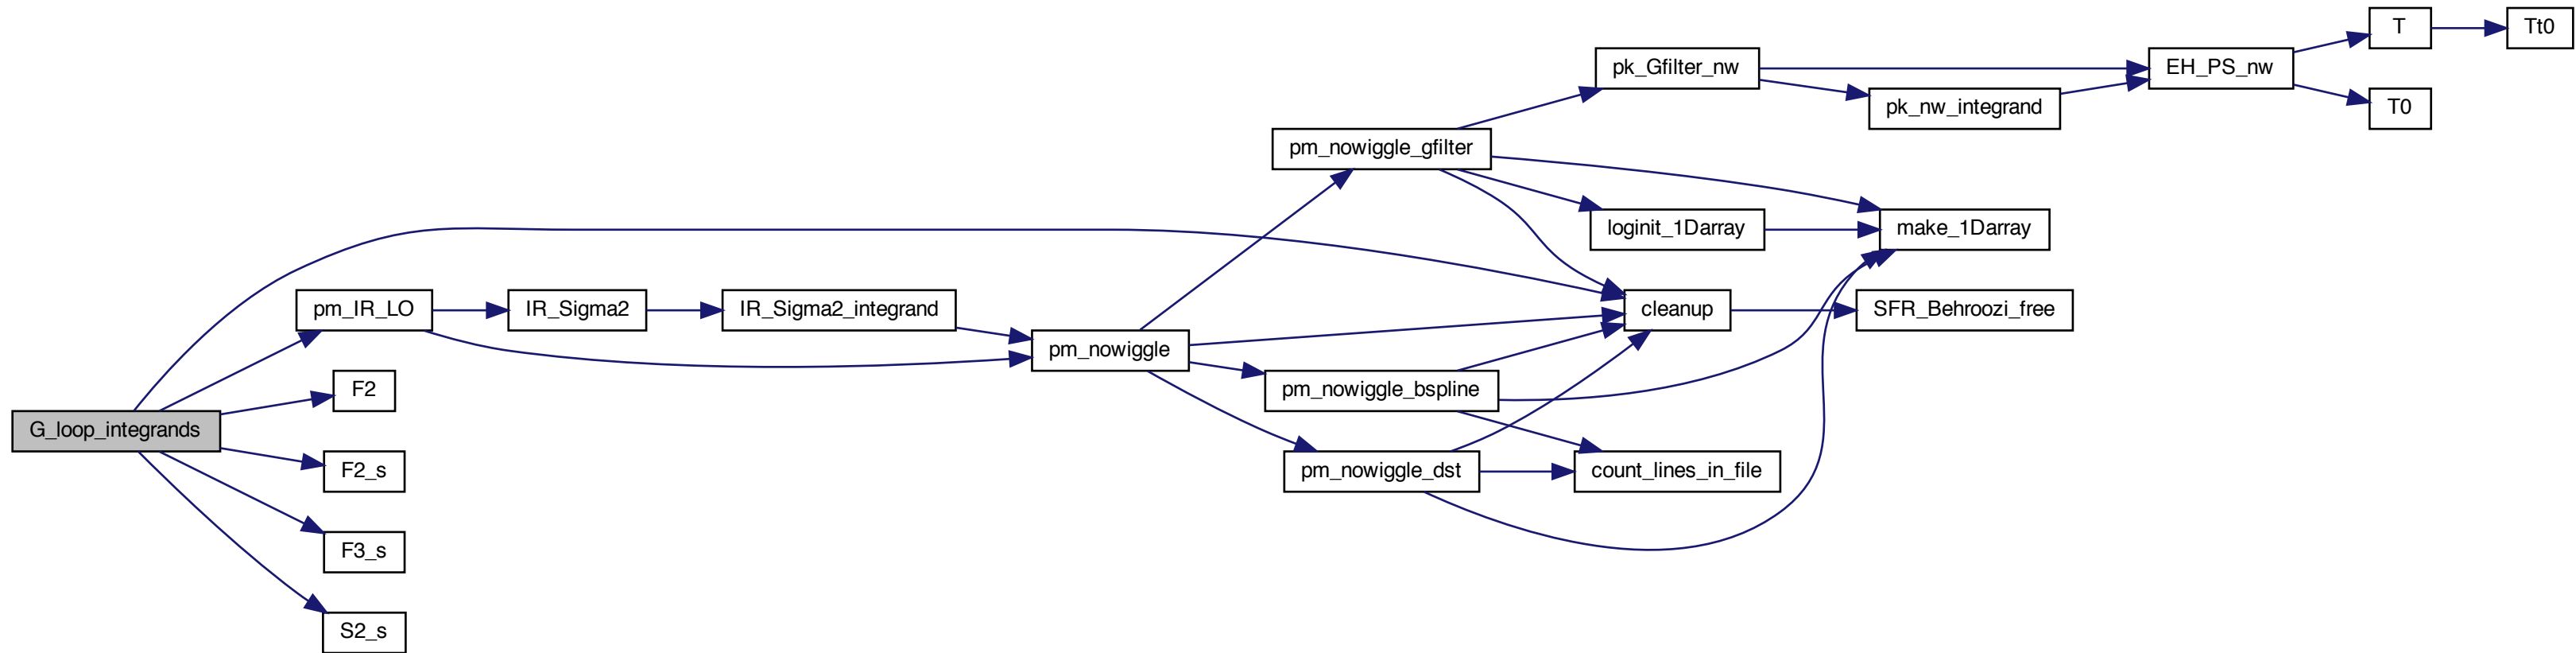 G_loop_integrands
pm_IR_LO
F2
F2_s
F3_s
S2_s
IR_Sigma2
IR_Sigma2_integrand
pm_nowiggle
pm_nowiggle_gfilter
pm_nowiggle_bspline
pm_nowiggle_dst
pk_Gfilter_nw
loginit_1Darray
cleanup
count_lines_in_file
pk_nw_integrand
make_1Darray
SFR_Behroozi_free
EH_PS_nw
T
T0
Tt0